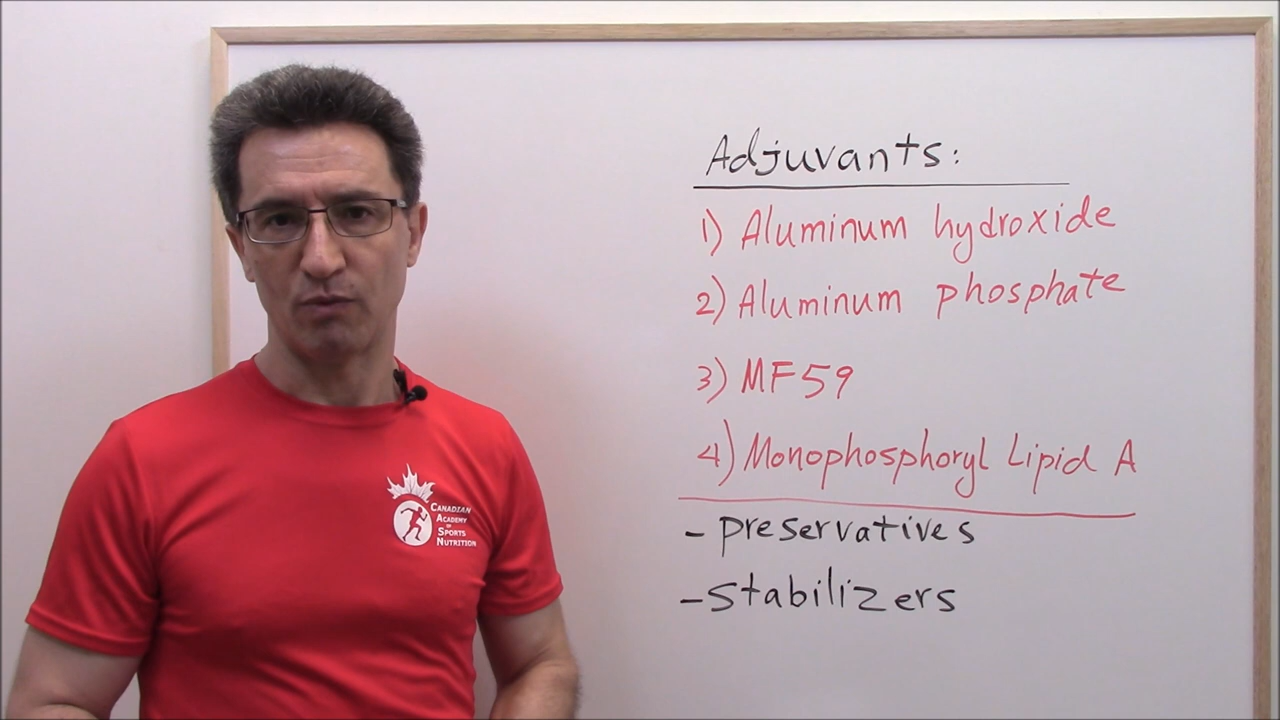 Adjuvants:
1) Aluminum hydroxide
2) Aluminum phosphate
3) MF59
4) Monophosphoryl Lipid A
- preservatives
- stabilizers
CANADIAN
ACADEMY
OF
SPORTS
NUTRITION